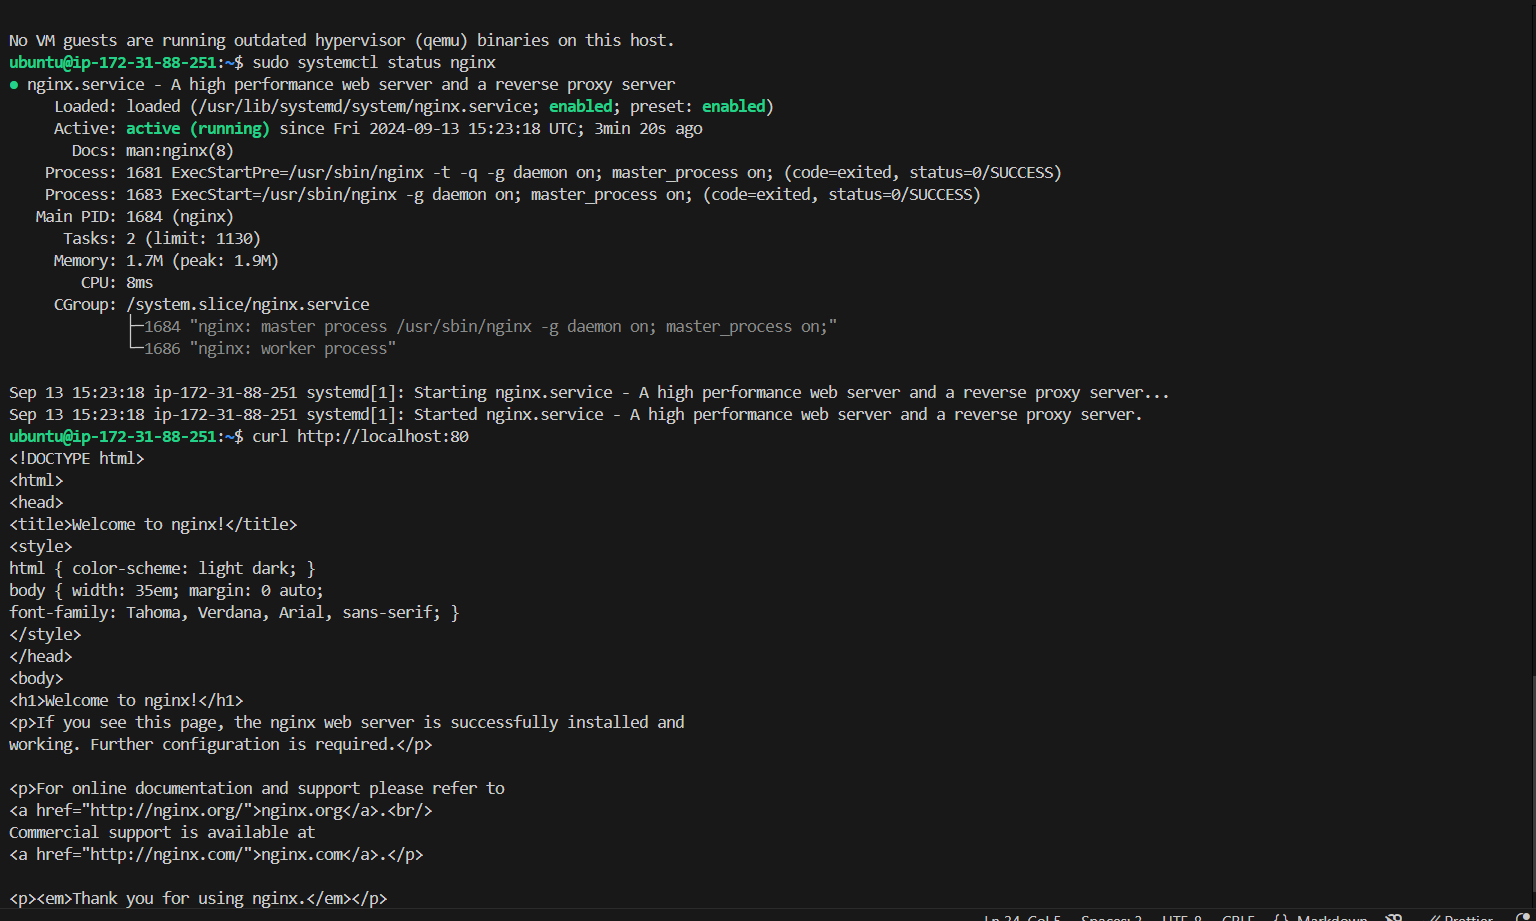 No VM guests are running outdated hypervisor (qemu) binaries on this host.
ubuntu@ip-172-31-88-251:~$ sudo systemctl status nginx
● nginx.service - A high performance web server and a reverse proxy server
     Loaded: loaded (/usr/lib/systemd/system/nginx.service; enabled; preset: enabled)
     Active: active (running) since Fri 2024-09-13 15:23:18 UTC; 3min 20s ago
       Docs: man:nginx(8)
    Process: 1681 ExecStartPre=/usr/sbin/nginx -t -q -g daemon on; master_process on; (code=exited, status=0/SUCCESS)
    Process: 1683 ExecStart=/usr/sbin/nginx -g daemon on; master_process on; (code=exited, status=0/SUCCESS)
   Main PID: 1684 (nginx)
      Tasks: 2 (limit: 1130)
     Memory: 1.7M (peak: 1.9M)
        CPU: 8ms
     CGroup: /system.slice/nginx.service
             ├─1684 "nginx: master process /usr/sbin/nginx -g daemon on; master_process on;"
             └─1686 "nginx: worker process"

Sep 13 15:23:18 ip-172-31-88-251 systemd[1]: Starting nginx.service - A high performance web server and a reverse proxy server...
Sep 13 15:23:18 ip-172-31-88-251 systemd[1]: Started nginx.service - A high performance web server and a reverse proxy server.
ubuntu@ip-172-31-88-251:~$ curl http://localhost:80
<!DOCTYPE html>
<html>
<head>
<title>Welcome to nginx!</title>
<style>
html { color-scheme: light dark; }
body { width: 35em; margin: 0 auto;
font-family: Tahoma, Verdana, Arial, sans-serif; }
</style>
</head>
<body>
<h1>Welcome to nginx!</h1>
<p>If you see this page, the nginx web server is successfully installed and
working. Further configuration is required.</p>

<p>For online documentation and support please refer to
<a href="http://nginx.org/">nginx.org</a>.<br/>
Commercial support is available at
<a href="http://nginx.com/">nginx.com</a>.</p>

<p><em>Thank you for using nginx.</em></p>
Ln 24, Col 5 Spaces: 2 UTF-8 CRLF {} Markdown Prettier